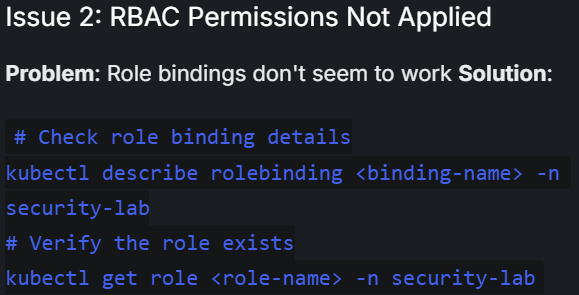 Issue 2: RBAC Permissions Not Applied
Problem: Role bindings don't seem to work Solution:
# Check role binding details
kubectl describe rolebinding <binding-name> -n
security-lab
# Verify the role exists
kubectl get role <role-name> -n security-lab